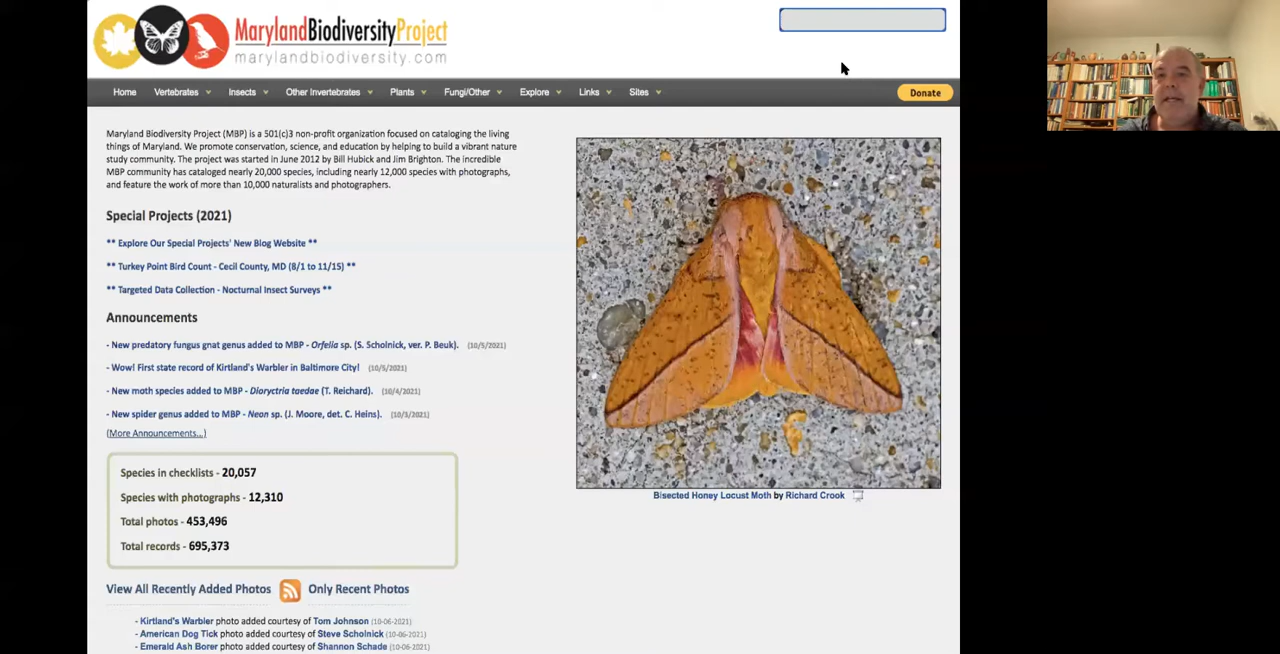 MarylandBiodiversityProject
marylandbiodiversity.com
Home Vertebrates Insects Other Invertebrates Plants Fungi/Other Explore Links Sites Donate
Maryland Biodiversity Project (MBP) is a 501(c)3 non-profit organization focused on cataloging the living
things of Maryland. We promote conservation, science, and education by helping to build a vibrant nature
study community. The project was started in June 2012 by Bill Hubick and Jim Brighton. The incredible
MBP community has cataloged nearly 20,000 species, including nearly 12,000 species with photographs,
and feature the work of more than 10,000 naturalists and photographers.
Special Projects (2021)
** Explore Our Special Projects' New Blog Website **
** Turkey Point Bird Count - Cecil County, MD (8/1 to 11/15) **
** Targeted Data Collection - Nocturnal Insect Surveys **
Announcements
- New predatory fungus gnat genus added to MBP - Orfelia sp. (S. Scholnick, ver. P. Beuk). (10/5/2021)
- Wow! First state record of Kirtland's Warbler in Baltimore City! (10/5/2021)
- New moth species added to MBP - Dioryctria taedae (T. Reichard). (10/4/2021)
- New spider genus added to MBP - Neon sp. (J. Moore, det. C. Heins). (10/3/2021)
(More Announcements...)
Species in checklists - 20,057
Species with photographs - 12,310
Total photos - 453,496
Total records - 695,373
Bisected Honey Locust Moth by Richard Crook
View All Recently Added Photos Only Recent Photos
- Kirtland's Warbler photo added courtesy of Tom Johnson (10-06-2021)
- American Dog Tick photo added courtesy of Steve Scholnick (10-06-2021)
- Emerald Ash Borer photo added courtesy of Shannon Schade (10-06-2021)